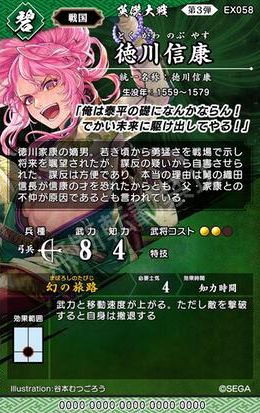 碧
戦国
英傑大戦
第3弾
EX058
とくがわ のぶ やす
徳川信康
統一名称:徳川信康
生没年:1559～1579
「俺は泰平の礎になんかならん!
でかい未来に駆け出してやる!」
徳川家康の嫡男。若き頃から勇猛さを戦場で示し
将来を嘱望されたが、謀反の疑いから自害させら
れた。謀反は方便であり、本当の理由は舅の織田
信長が信康の才を恐れたからとも、父・家康との
不仲の原因であるとも言われている。
兵種
武力
知力
武将コスト
弓兵
8
4
特技
まぼろしのたびじ
幻の旅路
必要士気
4
効果時間
知力時間
効果範囲
武力と移動速度が上がる。ただし敵を撃破
すると自身は撤退する
Illustration:谷本むつごろう
©SEGA
0000-0000-0000-0000-0000